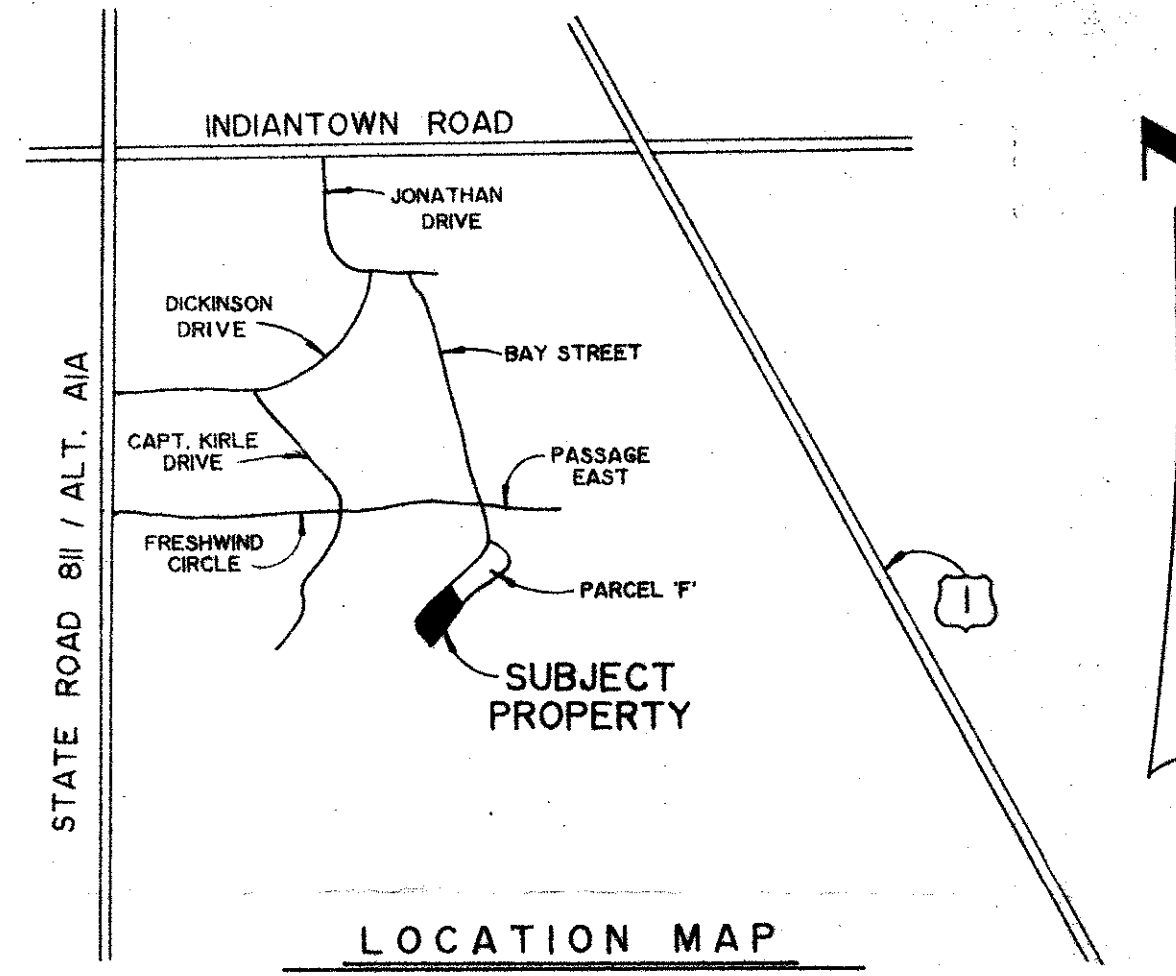 INDIANTOWN ROAD
JONATHAN
DRIVE
DICKINSON
DRIVE
BAY STREET
STATE ROAD 811 / ALT. A1A
CAPT. KIRLE
DRIVE
PASSAGE
EAST
FRESHWIND
CIRCLE
PARCEL 'F'
1
SUBJECT
PROPERTY
LOCATION MAP